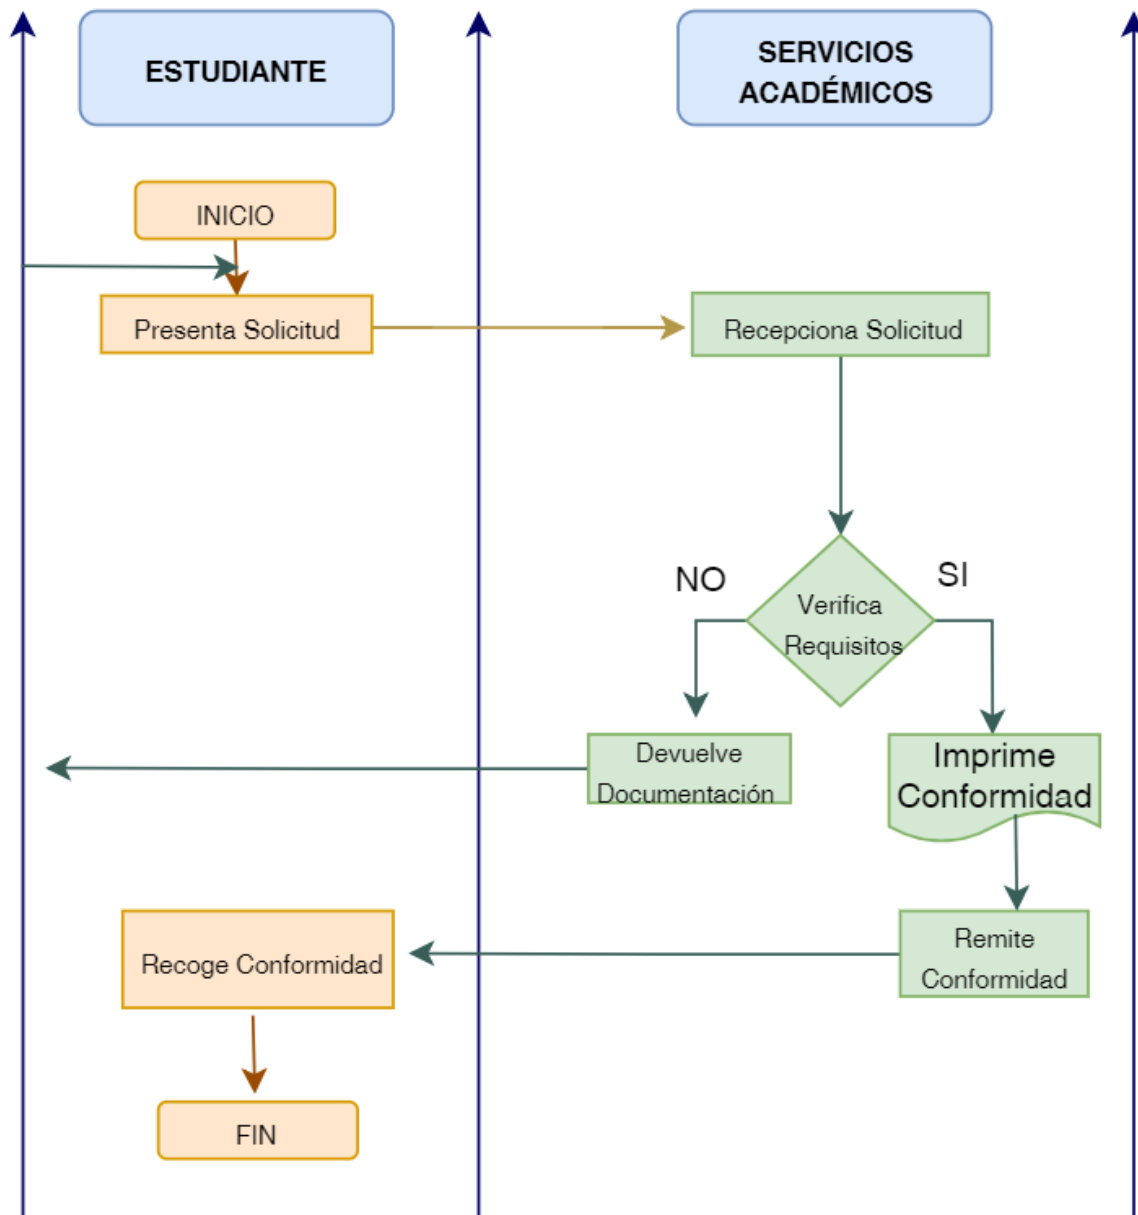 ESTUDIANTE
SERVICIOS
ACADÉMICOS
INICIO
Presenta Solicitud
Recepciona Solicitud
NO
SI
Verifica
Requisitos
Devuelve
Documentación
Imprime
Conformidad
Recoge Conformidad
Remite
Conformidad
FIN